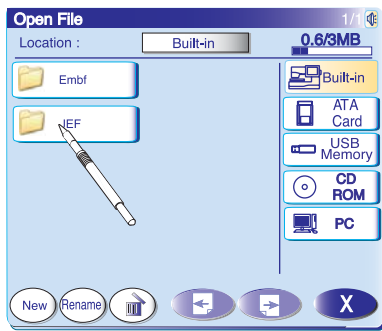 Open File
1/1
Location :
Built-in
0.6/3MB
Embf
JEF
Built-in
ATA
Card
USB
Memory
CD
ROM
PC
New
Rename
X